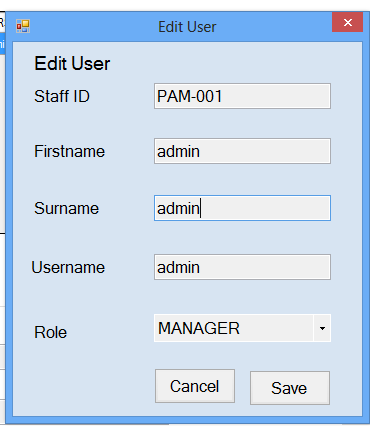 Edit User
Edit User
Staff ID PAM-001
Firstname admin
Surname admin
Username admin
Role MANAGER
Cancel Save